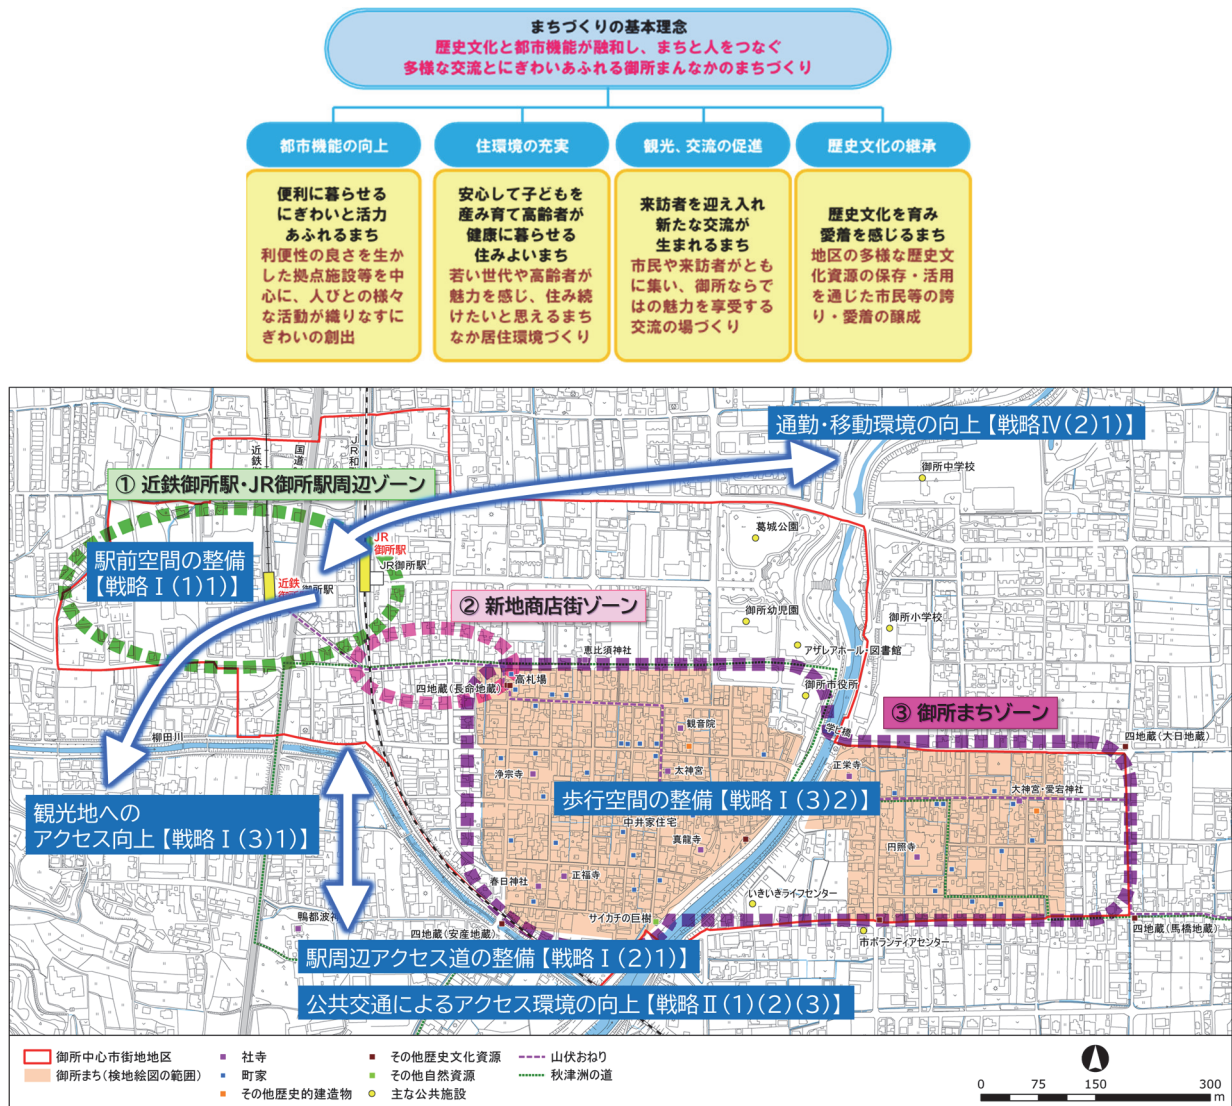 まちづくりの基本理念
歴史文化と都市機能が融和し、まちと人をつなぐ
多様な交流とにぎわいあふれる御所まんなかのまちづくり
都市機能の向上
便利に暮らせる
にぎわいと活力
あふれるまち
利便性の良さを生か
した拠点施設等を中
心に、人びとの様々
な活動が織りなすに
ぎわいの創出
住環境の充実
安心して子どもを
産み育て高齢者が
健康に暮らせる
住みよいまち
若い世代や高齢者が
魅力を感じ、住み続
けたいと思えるまち
なか居住環境づくり
観光、交流の促進
来訪者を迎え入れ
新たな交流が
生まれるまち
市民や来訪者がとも
に集い、御所ならで
はの魅力を享受する
交流の場づくり
歴史文化の継承
歴史文化を育み
愛着を感じるまち
地区の多様な歴史文
化資源の保存・活用
を通じた市民等の誇
り・愛着の醸成
通勤・移動環境の向上【戦略Ⅳ(2)1)】
近鉄
国道
JR和
御所中学校
① 近鉄御所駅・JR御所駅周辺ゾーン
葛城公園
JR
御所駅
JR御所駅
駅前空間の整備
【戦略Ⅰ(1)1)】
近鉄
御所駅
② 新地商店街ゾーン
御所幼児園
御所小学校
アザレアホール・図書館
恵比須神社
高札場
四地蔵(長命地蔵)
御所市役所
③ 御所まちゾーン
観音院
柳田川
学び橋
四地蔵(大日地蔵)
正栄寺
浄宗寺
太神宮
大神宮・愛宕神社
歩行空間の整備【戦略Ⅰ(3)2)】
観光地への
アクセス向上【戦略Ⅰ(3)1)】
中井家住宅
真龍寺
円照寺
春日神社
正福寺
いきいきライフセンター
サイカチの巨樹
鴨都波神
四地蔵(安産地蔵)
市ボランティアセンター
四地蔵(馬橋地蔵)
駅周辺アクセス道の整備【戦略Ⅰ(2)1)】
公共交通によるアクセス環境の向上【戦略Ⅱ(1)(2)(3)】
御所中心市街地地区
御所まち(検地絵図の範囲)
社寺
町家
その他歴史的建造物
その他歴史文化資源
その他自然資源
主な公共施設
山伏おねり
秋津洲の道
0 75 150 300
m